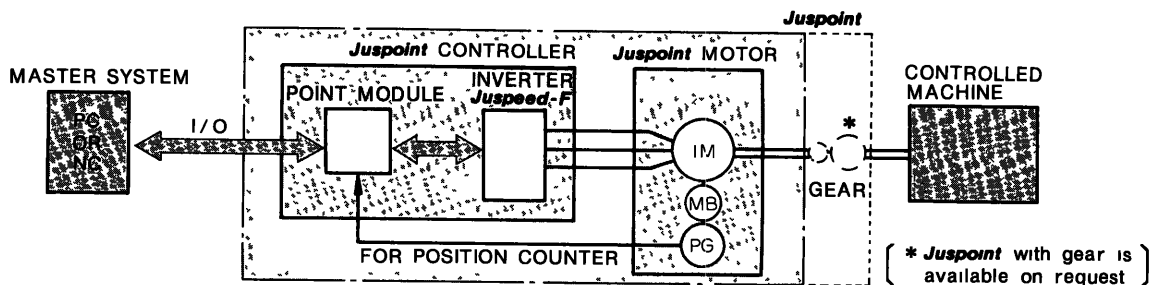 Juspoint
Juspoint CONTROLLER
Juspoint MOTOR
MASTER SYSTEM
PC
OR
NC
I/O
POINT MODULE
INVERTER
Juspeed-F
IM
MB
PG
FOR POSITION COUNTER
*
GEAR
CONTROLLED
MACHINE
* Juspoint with gear is
available on request